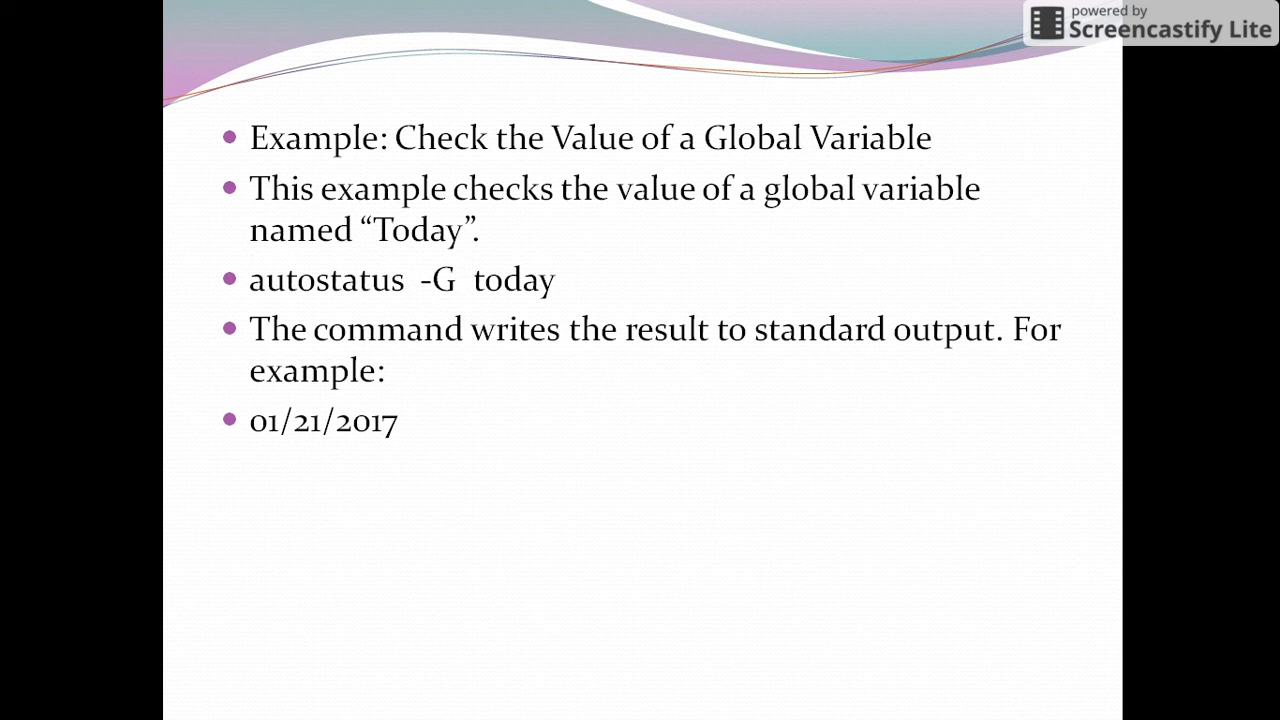 powered by
Screencastify Lite
Example: Check the Value of a Global Variable
This example checks the value of a global variable
named “Today”.
autostatus -G today
The command writes the result to standard output. For
example:
01/21/2017